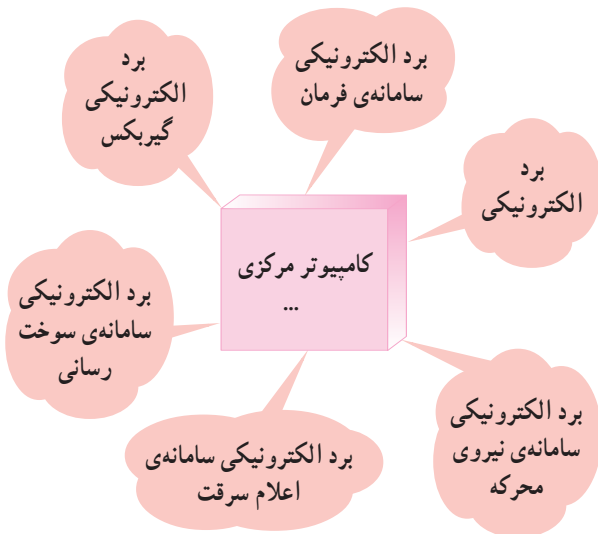 برد الکترونیکی
سامانه‌ی فرمان
برد
الکترونیکی
گیربکس
برد
الکترونیکی
کامپیوتر مرکزی
...
برد الکترونیکی
سامانه‌ی سوخت
رسانی
برد الکترونیکی
سامانه‌ی نیروی
محرکه
برد الکترونیکی سامانه‌ی
اعلام سرقت